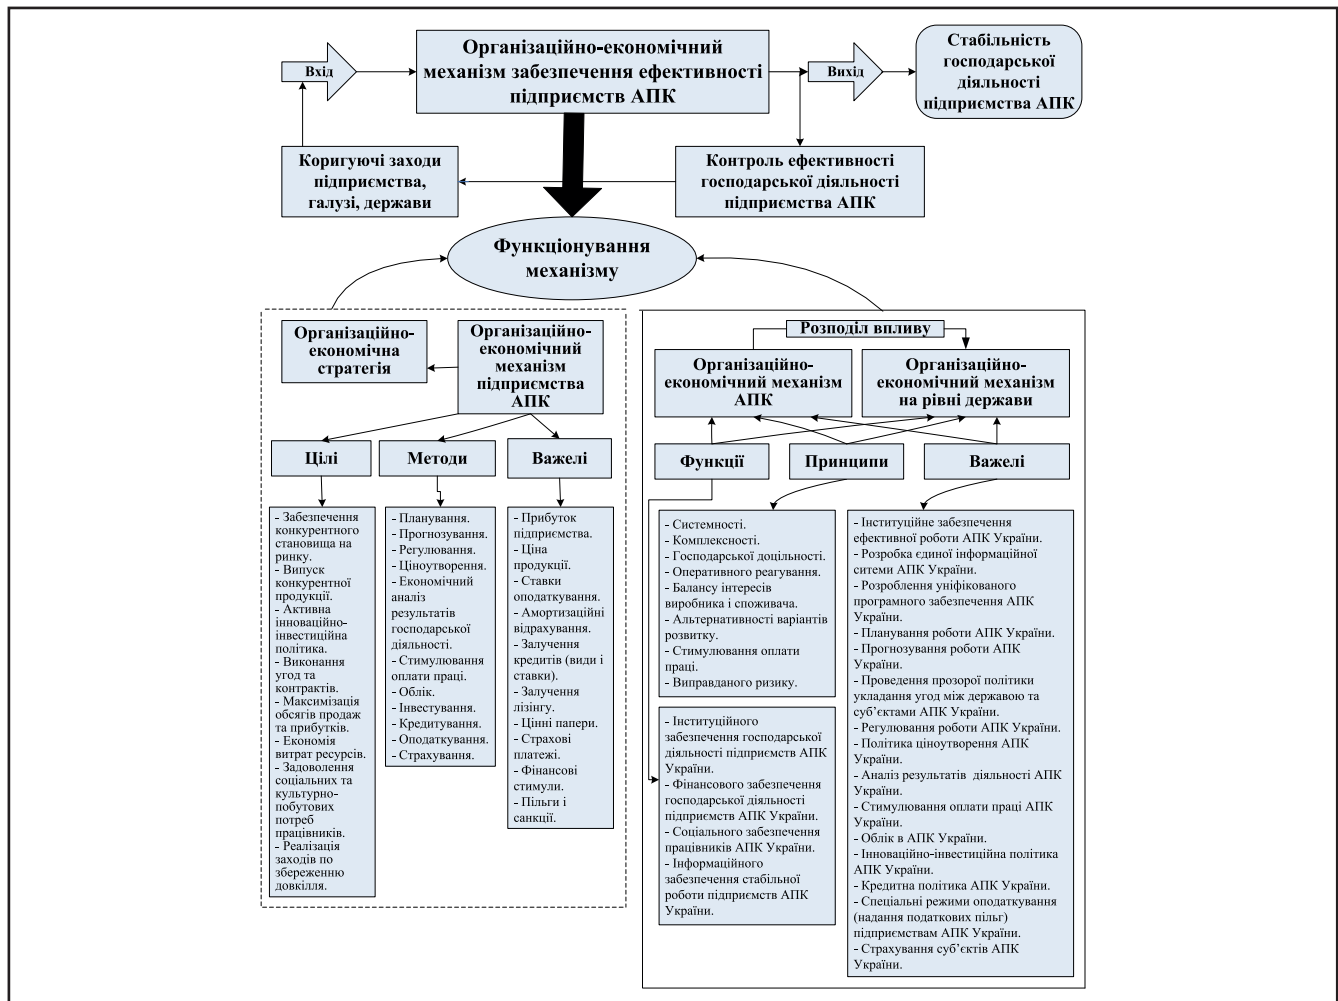 Вхід
Організаційно-економічний
механізм забезпечення ефективності
підприємств АПК
Вихід
Стабільність
господарської
діяльності
підприємства АПК
Коригуючі заходи
підприємства,
галузі, держави
Контроль ефективності
господарської діяльності
підприємства АПК
Функціонування
механізму
Організаційно-
економічна
стратегія
Організаційно-
економічний
механізм
підприємства
АПК
Цілі
Методи
Важелі
- Забезпечення
конкурентного
становища на
ринку.
- Випуск
конкурентної
продукції.
- Активна
інноваційно-
інвестиційна
політика.
- Виконання
угод та
контрактів.
- Максимізація
обсягів продаж
та прибутків.
- Економія
витрат ресурсів.
- Задоволення
соціальних та
культурно-
побутових
потреб
працівників.
- Реалізація
заходів по
збереженню
довкілля.
- Планування.
- Прогнозування.
- Регулювання.
- Ціноутворення.
- Економічний
аналіз
результатів
господарської
діяльності.
- Стимулювання
оплати праці.
- Облік.
- Інвестування.
- Кредитування.
- Оподаткування.
- Страхування.
- Прибуток
підприємства.
- Ціна
продукції.
- Ставки
оподаткування.
- Амортизаційні
відрахування.
- Залучення
кредитів (види і
ставки).
- Залучення
лізінгу.
- Цінні папери.
- Страхові
платежі.
- Фінансові
стимули.
- Пільги і
санкції.
Розподіл впливу
Організаційно-
економічний механізм
АПК
Організаційно-
економічний механізм
на рівні держави
Функції
Принципи
Важелі
- Системності.
- Комплексності.
- Господарської доцільності.
- Оперативного реагування.
- Балансу інтересів
виробника і споживача.
- Альтернативності варіантів
розвитку.
- Стимулювання оплати
праці.
- Виправданого ризику.
- Інституційного
забезпечення господарської
діяльності підприємств АПК
України.
- Фінансового забезпечення
господарської діяльності
підприємств АПК України.
- Соціального забезпечення
працівників АПК України.
- Інформаційного
забезпечення стабільної
роботи підприємств АПК
України.
- Інституційне забезпечення
ефективної роботи АПК України.
- Розробка єдиної інформаційної
ситеми АПК України.
- Розроблення уніфікованого
програмного забезпечення АПК
України.
- Планування роботи АПК України.
- Прогнозування роботи АПК
України.
- Проведення прозорої політики
укладання угод між державою та
суб’єктами АПК України.
- Регулювання роботи АПК України.
- Політика ціноутворення АПК
України.
- Аналіз результатів діяльності АПК
України.
- Стимулювання оплати праці АПК
України.
- Облік в АПК України.
- Інноваційно-інвестиційна політика
АПК України.
- Кредитна політика АПК України.
- Спеціальні режими оподаткування
(надання податкових пільг)
підприємствам АПК України.
- Страхування суб’єктів АПК
України.